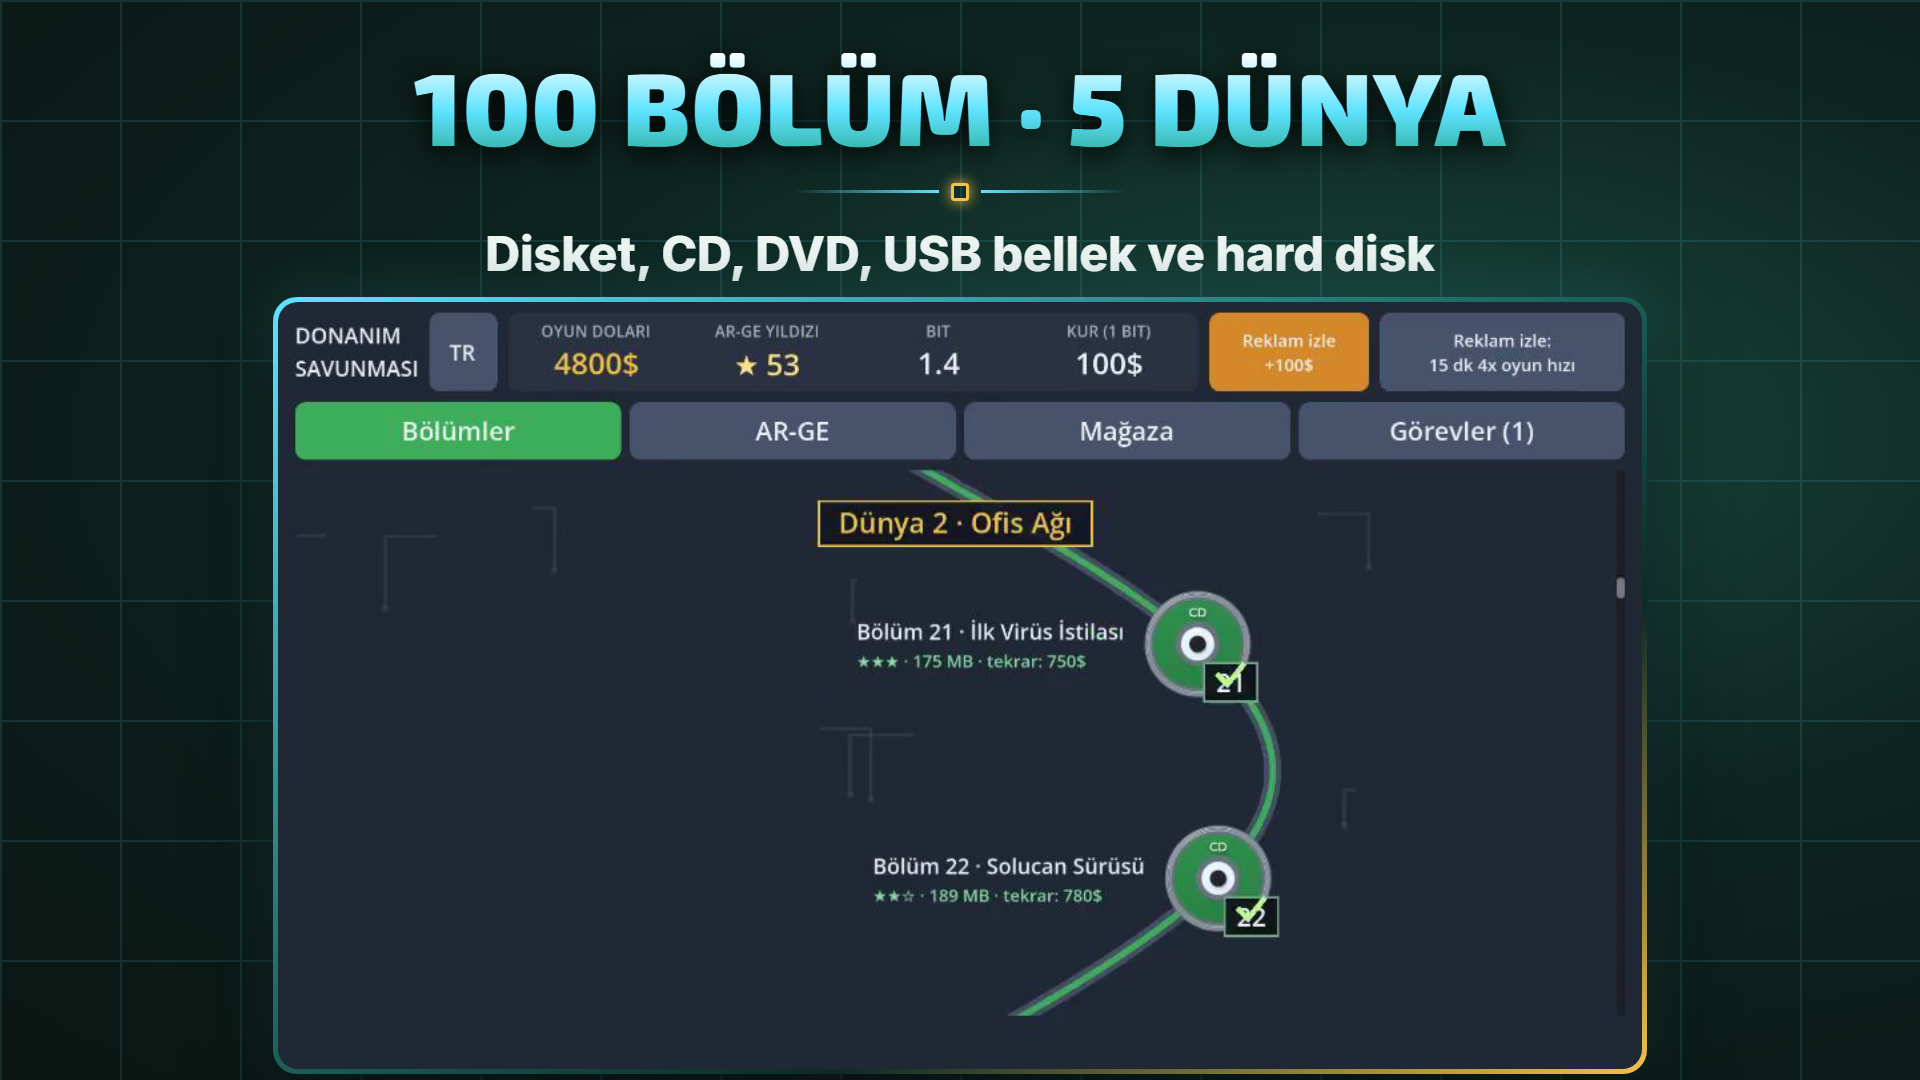 100 BÖLÜM · 5 DÜNYA
Disket, CD, DVD, USB bellek ve hard disk
DONANIM
SAVUNMASI
TR
OYUN DOLARI
4800$
AR-GE YILDIZI
★ 53
BIT
1.4
KUR (1 BIT)
100$
Reklam izle
+100$
Reklam izle:
15 dk 4x oyun hızı
Bölümler
AR-GE
Mağaza
Görevler (1)
Dünya 2 · Ofis Ağı
Bölüm 21 · İlk Virüs İstilası
★★★ · 175 MB · tekrar: 750$
CD
21
Bölüm 22 · Solucan Sürüsü
★★☆ · 189 MB · tekrar: 780$
CD
22